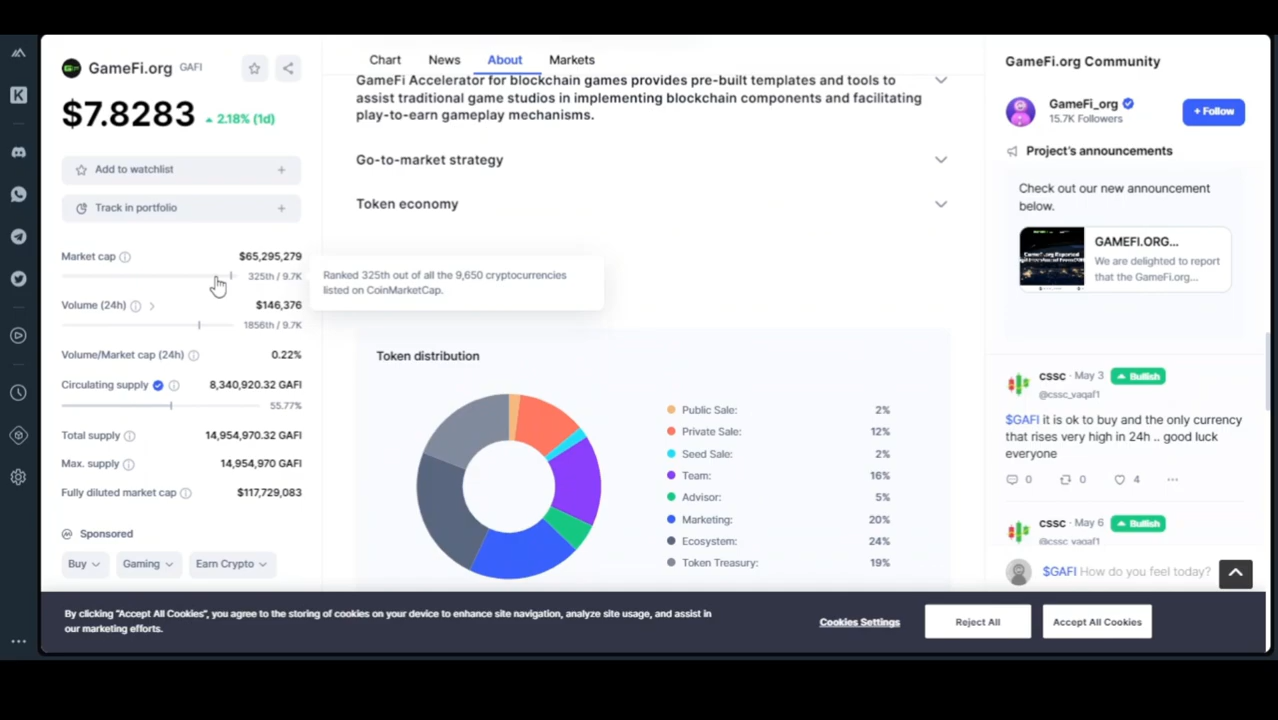 GameFi.org GAFI
$7.8283 2.18% (1d)
Add to watchlist +
Track in portfolio +
Market cap $65,295,279
325th / 9.7K
Volume (24h) $146,376
1856th / 9.7K
Volume/Market cap (24h) 0.22%
Circulating supply 8,340,920.32 GAFI
55.77%
Total supply 14,954,970.32 GAFI
Max. supply 14,954,970 GAFI
Fully diluted market cap $117,729,083
Sponsored
Buy Gaming Earn Crypto
Chart News About Markets
GameFi Accelerator for blockchain games provides pre-built templates and tools to
assist traditional game studios in implementing blockchain components and facilitating
play-to-earn gameplay mechanisms.
Go-to-market strategy
Token economy
Ranked 325th out of all the 9,650 cryptocurrencies
listed on CoinMarketCap.
Token distribution
Public Sale: 2%
Private Sale: 12%
Seed Sale: 2%
Team: 16%
Advisor: 5%
Marketing: 20%
Ecosystem: 24%
Token Treasury: 19%
GameFi.org Community
GameFi_org
15.7K Followers
+ Follow
Project's announcements
Check out our new announcement
below.
GAMEFI.ORG...
We are delighted to report
that the GameFi.org...
cssc · May 3 Bullish
@cssc_vaqaf1
$GAFI it is ok to buy and the only currency
that rises very high in 24h .. good luck
everyone
0 0 4 ...
cssc · May 6 Bullish
@cssc_vaqaf1
$GAFI How do you feel today?
By clicking "Accept All Cookies", you agree to the storing of cookies on your device to enhance site navigation, analyze site usage, and assist in
our marketing efforts.
Cookies Settings
Reject All
Accept All Cookies